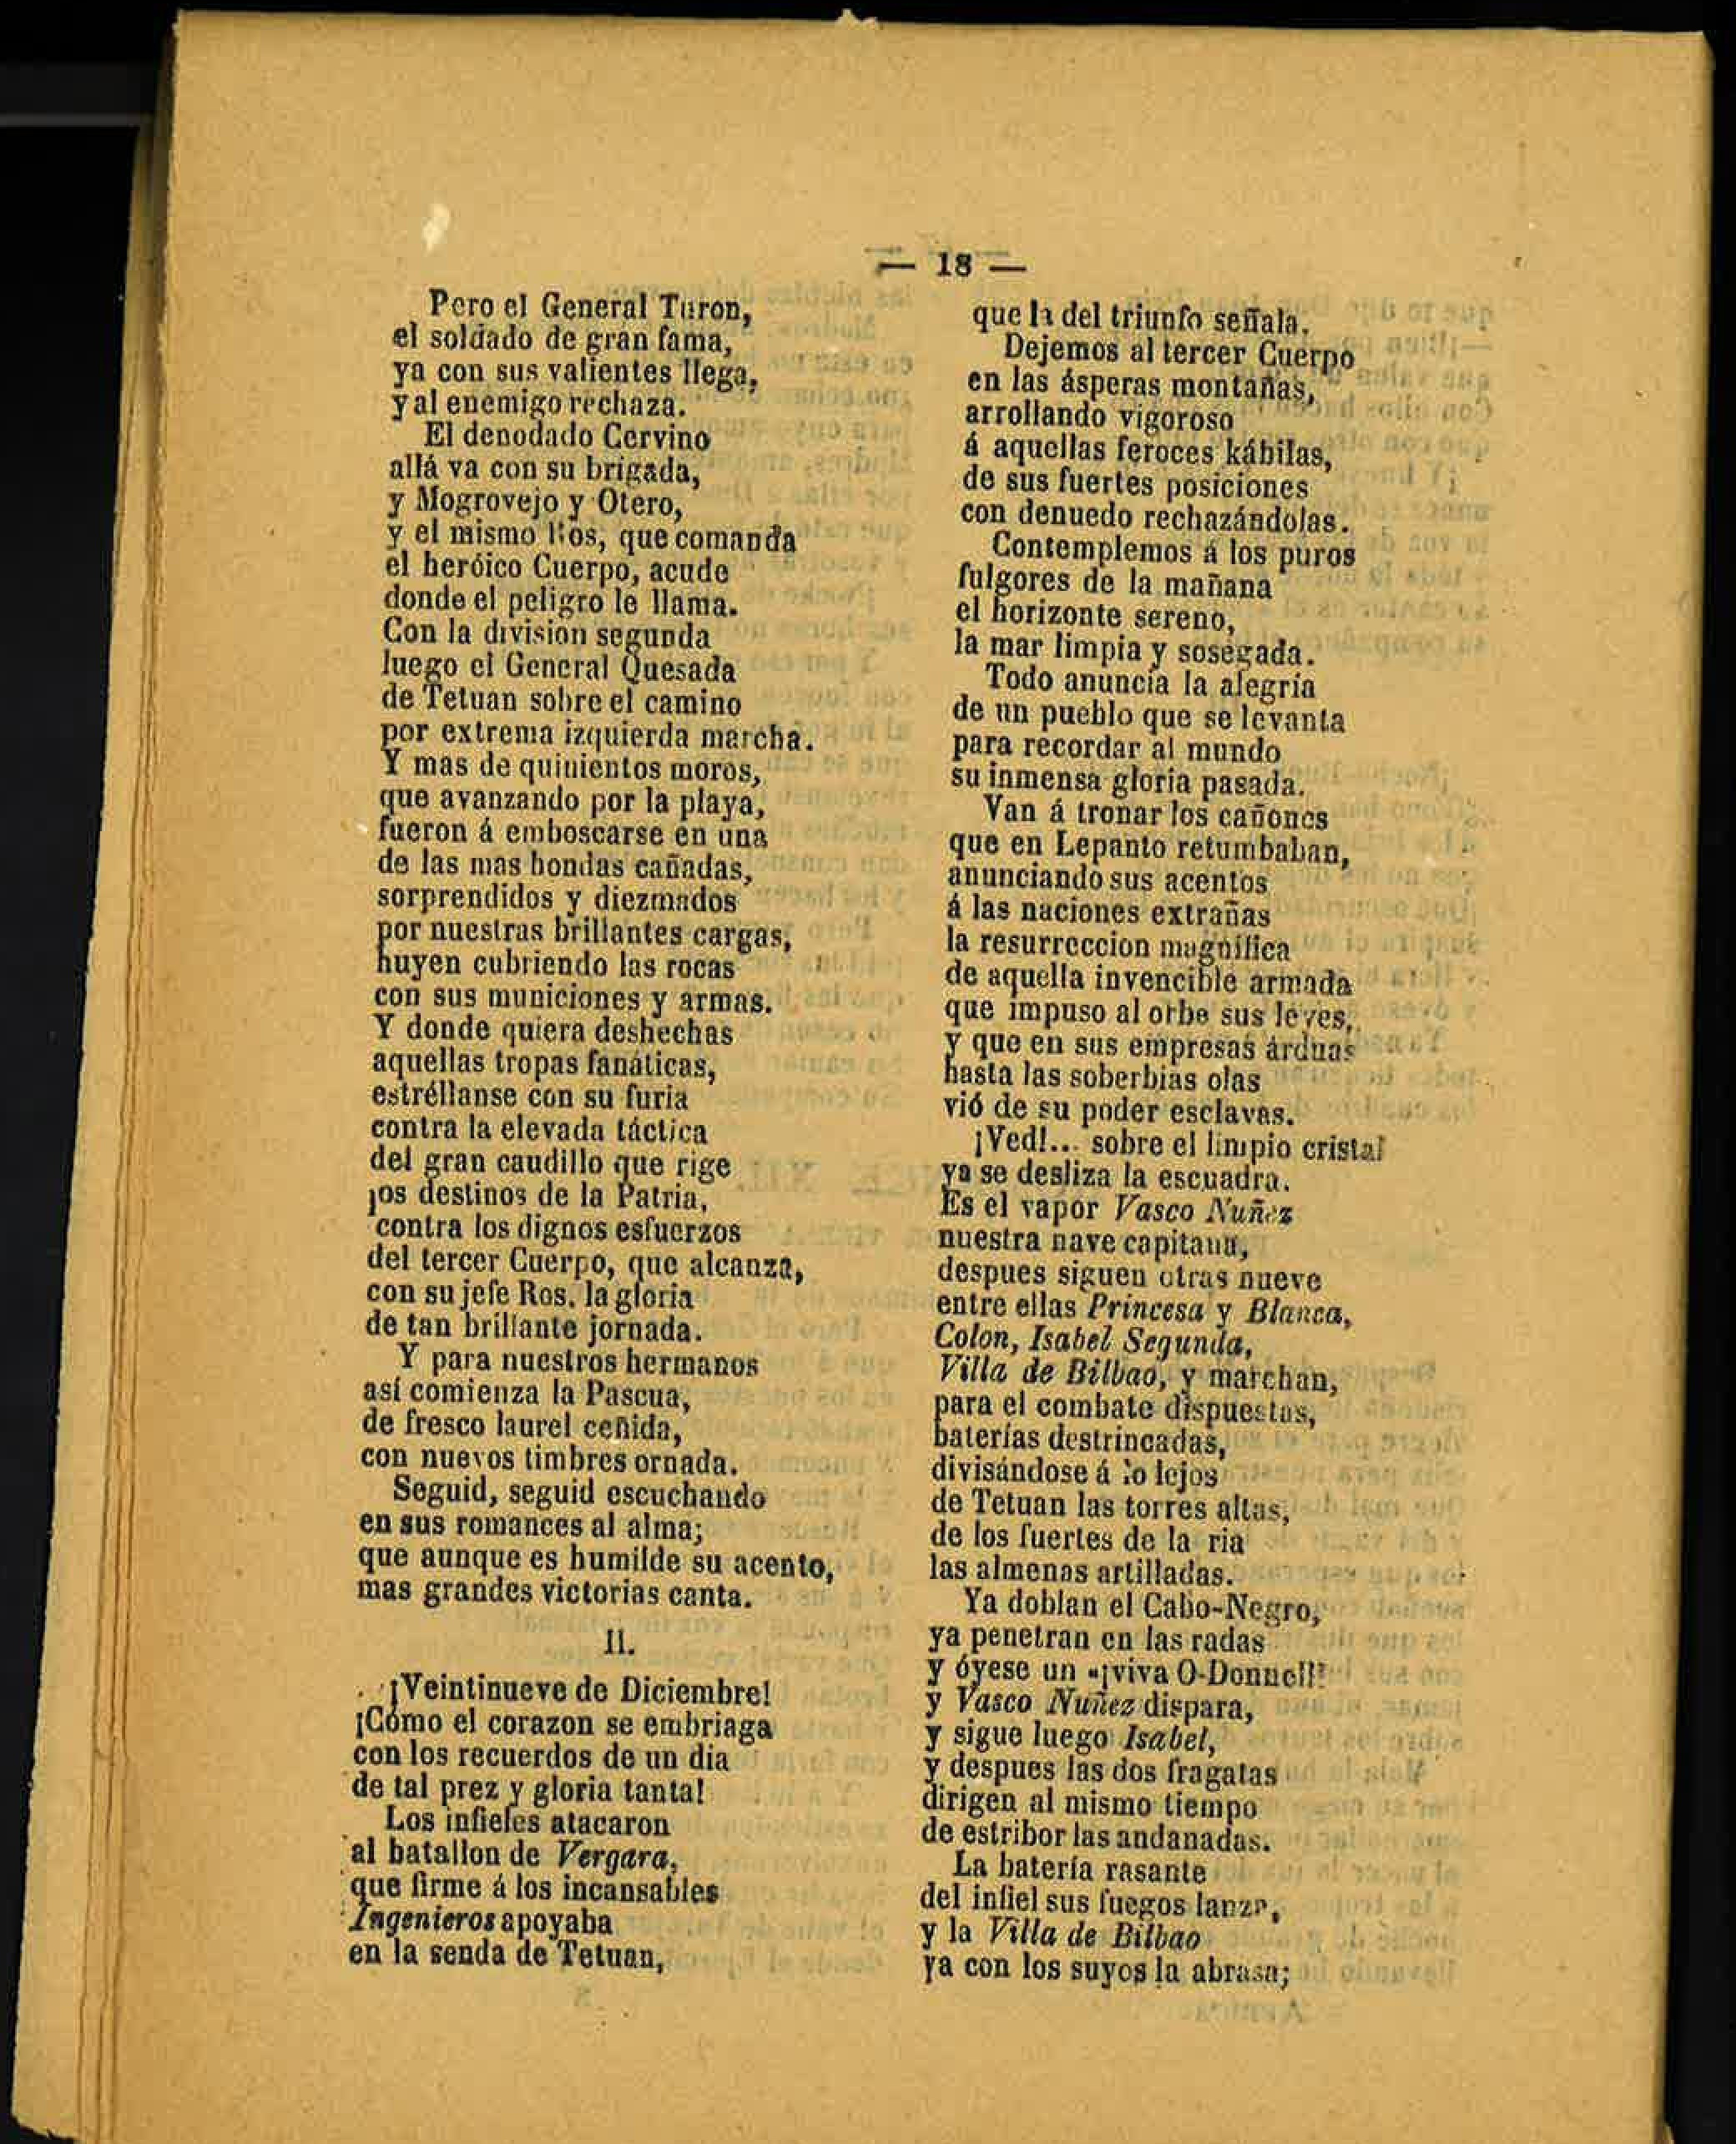 — 18 —
Pero el General Turon,
el soldado de gran fama,
ya con sus valientes llega,
y al enemigo rechaza.
El denodado Cervino
allá va con su brigada,
y Mogrovejo y Otero,
y el mismo Ros, que comanda
el heróico Cuerpo, acude
donde el peligro le llama.
Con la division segunda
luego el General Quesada
de Tetuan sobre el camino
por extrema izquierda marcha.
Y mas de quinientos moros,
que avanzando por la playa,
fueron á emboscarse en una
de las mas hondas cañadas,
sorprendidos y diezmados
por nuestras brillantes cargas,
huyen cubriendo las rocas
con sus municiones y armas.
Y donde quiera deshechas
aquellas tropas fanáticas,
estréllanse con su furia
contra la elevada táctica
del gran caudillo que rige
los destinos de la Patria,
contra los dignos esfuerzos
del tercer Cuerpo, que alcanza,
con su jefe Ros, la gloria
de tan brillante jornada.
Y para nuestros hermanos
así comienza la Pascua,
de fresco laurel ceñida,
con nuevos timbres ornada.
Seguid, seguid escuchando
en sus romances al alma;
que aunque es humilde su acento,
mas grandes victorias canta.
II.
¡Veintinueve de Diciembre!
¡Cómo el corazon se embriaga
con los recuerdos de un dia
de tal prez y gloria tanta!
Los infieles atacaron
al batallon de Vergara,
que firme á los incansables
Ingenieros apoyaba
en la senda de Tetuan,
que la del triunfo señala.
Dejemos al tercer Cuerpo
en las ásperas montañas,
arrollando vigoroso
á aquellas feroces kábilas,
de sus fuertes posiciones
con denuedo rechazándolas.
Contemplemos á los puros
fulgores de la mañana
el horizonte sereno,
la mar limpia y sosegada.
Todo anuncia la alegría
de un pueblo que se levanta
para recordar al mundo
su inmensa gloria pasada.
Van á tronar los cañones
que en Lepanto retumbaban,
anunciando sus acentos
á las naciones extrañas
la resurreccion magnífica
de aquella invencible armada
que impuso al orbe sus leyes,
y que en sus empresas árduas
hasta las soberbias olas
vió de su poder esclavas.
¡Ved!... sobre el limpio cristal
ya se desliza la escuadra.
Es el vapor Vasco Nuñez
nuestra nave capitana,
despues siguen otras nueve
entre ellas Princesa y Blanca,
Colon, Isabel Segunda,
Villa de Bilbao, y marchan,
para el combate dispuestas,
baterías destrincadas,
divisándose á lo lejos
de Tetuan las torres altas,
de los fuertes de la ria
las almenas artilladas.
Ya doblan el Cabo-Negro,
ya penetran en las radas
y óyese un «¡viva O-Donnell!»
y Vasco Nuñez dispara,
y sigue luego Isabel,
y despues las dos fragatas
dirigen al mismo tiempo
de estribor las andanadas.
La batería rasante
del infiel sus fuegos lanza,
y la Villa de Bilbao
ya con los suyos la abrasa;